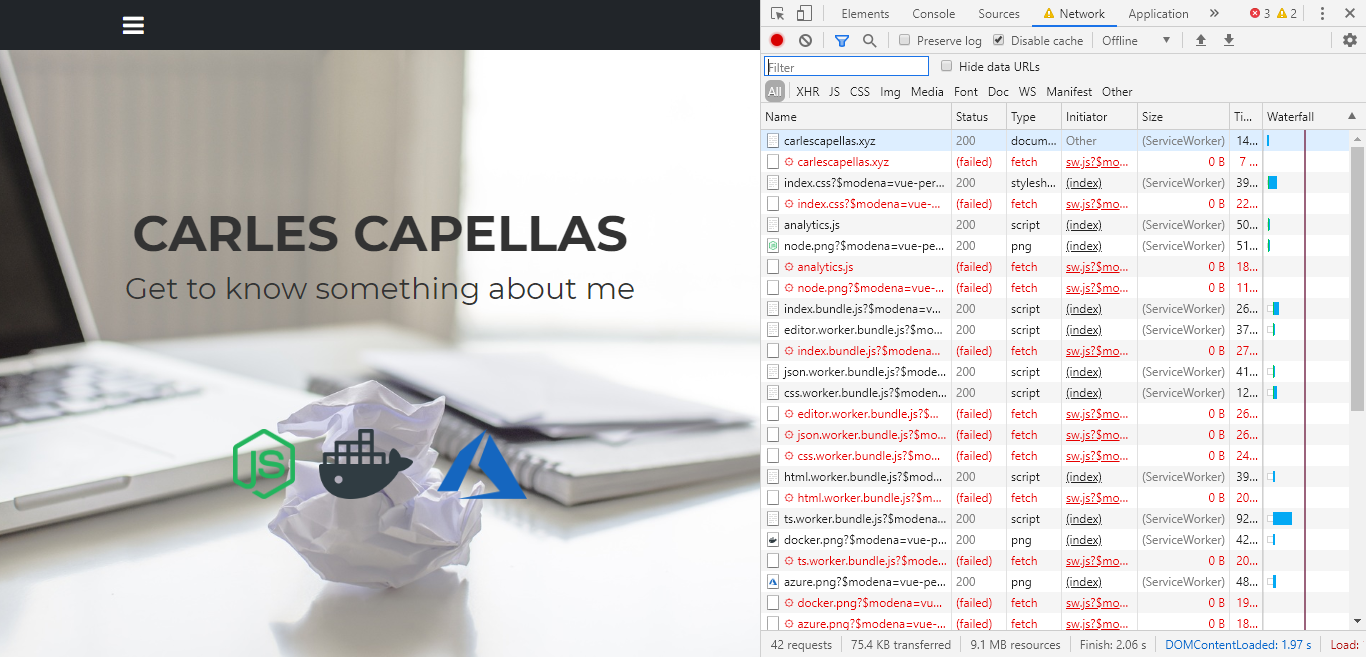 CARLES CAPELLAS
Get to know something about me
JS
Elements Console Sources Network Application » 3 2
Preserve log Disable cache Offline
Filter Hide data URLs
All XHR JS CSS Img Media Font Doc WS Manifest Other
Name Status Type Initiator Size Ti... Waterfall
carlescapellas.xyz 200 docum... Other (ServiceWorker) 14...
carlescapellas.xyz (failed) fetch sw.js?$mo... 0 B 7 ...
index.css?$modena=vue-per... 200 stylesh... (index) (ServiceWorker) 39...
index.css?$modena=vue-... (failed) fetch sw.js?$mo... 0 B 22...
analytics.js 200 script (index) (ServiceWorker) 50...
node.png?$modena=vue-pe... 200 png (index) (ServiceWorker) 51...
analytics.js (failed) fetch sw.js?$mo... 0 B 18...
node.png?$modena=vue-... (failed) fetch sw.js?$mo... 0 B 11...
index.bundle.js?$modena=v... 200 script (index) (ServiceWorker) 26...
editor.worker.bundle.js?$mo... 200 script (index) (ServiceWorker) 37...
index.bundle.js?$modena... (failed) fetch sw.js?$mo... 0 B 27...
json.worker.bundle.js?$mode... 200 script (index) (ServiceWorker) 41...
css.worker.bundle.js?$moden... 200 script (index) (ServiceWorker) 12...
editor.worker.bundle.js?$... (failed) fetch sw.js?$mo... 0 B 26...
json.worker.bundle.js?$mo... (failed) fetch sw.js?$mo... 0 B 26...
css.worker.bundle.js?$mo... (failed) fetch sw.js?$mo... 0 B 24...
html.worker.bundle.js?$mod... 200 script (index) (ServiceWorker) 39...
html.worker.bundle.js?$m... (failed) fetch sw.js?$mo... 0 B 20...
ts.worker.bundle.js?$modena... 200 script (index) (ServiceWorker) 92...
docker.png?$modena=vue-p... 200 png (index) (ServiceWorker) 42...
ts.worker.bundle.js?$mode... (failed) fetch sw.js?$mo... 0 B 20...
azure.png?$modena=vue-pe... 200 png (index) (ServiceWorker) 48...
docker.png?$modena=vu... (failed) fetch sw.js?$mo... 0 B 19...
azure.png?$modena=vue-... (failed) fetch sw.js?$mo... 0 B 18...
42 requests 75.4 KB transferred 9.1 MB resources Finish: 2.06 s DOMContentLoaded: 1.97 s Load: